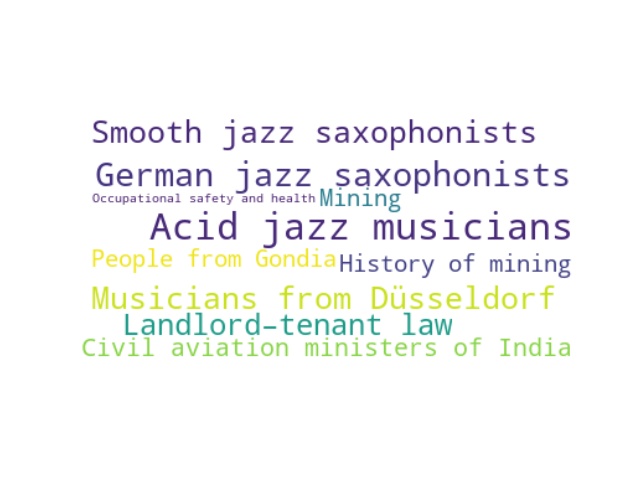 Smooth jazz saxophonists
German jazz saxophonists
Occupational safety and health Mining
Acid jazz musicians
People from Gondia History of mining
Musicians from Düsseldorf
Landlord–tenant law
Civil aviation ministers of India